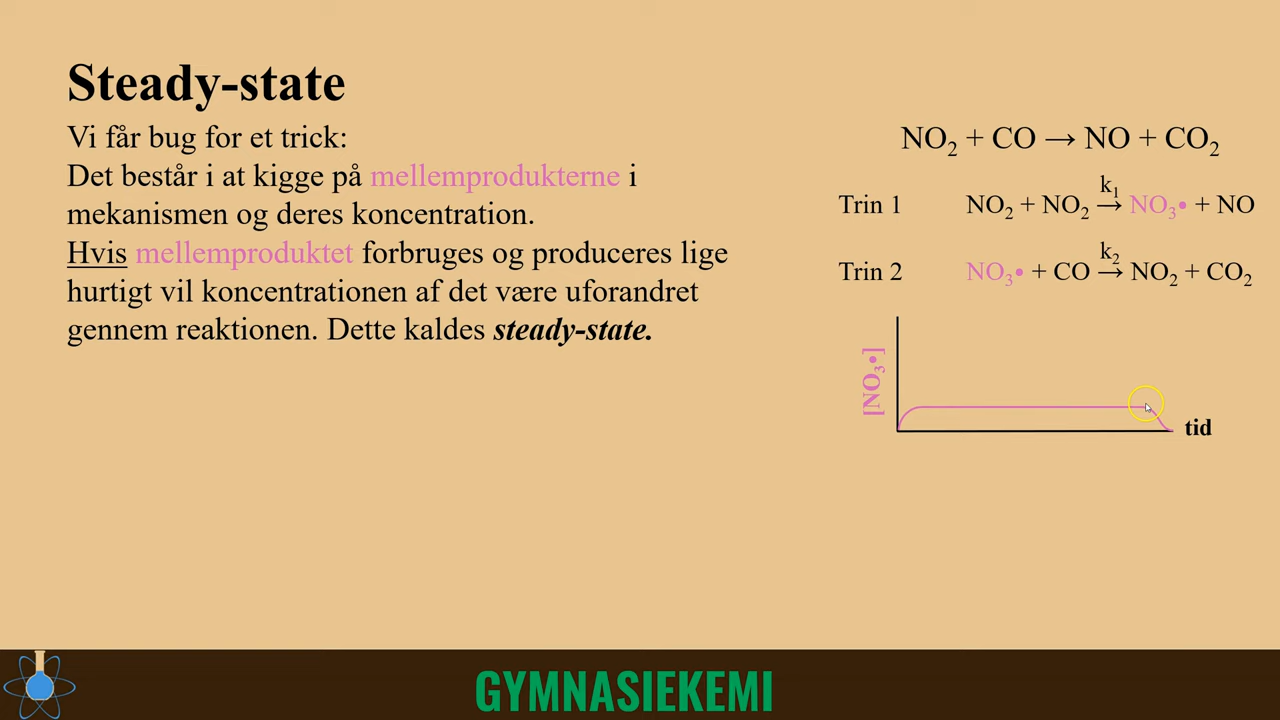 Steady-state
Vi får bug for et trick:
Det består i at kigge på mellemprodukterne i
mekanismen og deres koncentration.
Hvis mellemproduktet forbruges og produceres lige
hurtigt vil koncentrationen af det være uforandret
gennem reaktionen. Dette kaldes steady-state.
NO₂ + CO → NO + CO₂
k₁
Trin 1 NO₂ + NO₂ → NO₃• + NO
k₂
Trin 2 NO₃• + CO → NO₂ + CO₂
[NO₃•]
tid
GYMNASIEKEMI